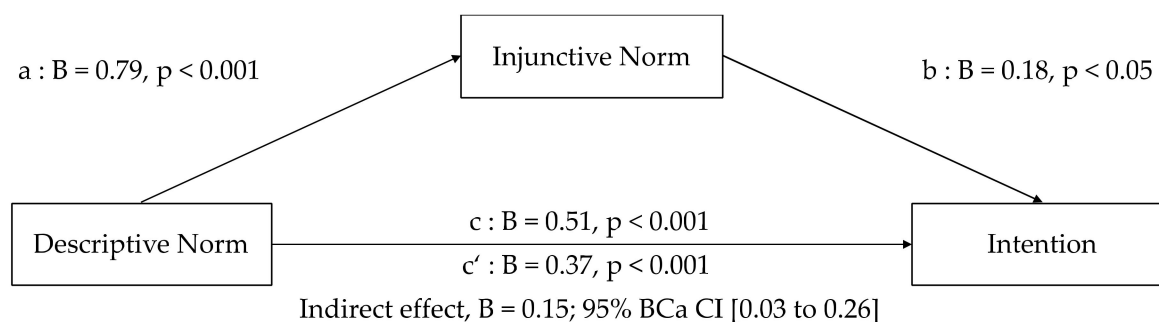 Injunctive Norm
a : B = 0.79, p < 0.001
b : B = 0.18, p < 0.05
Descriptive Norm
c : B = 0.51, p < 0.001
c‘ : B = 0.37, p < 0.001
Intention
Indirect effect, B = 0.15; 95% BCa CI [0.03 to 0.26]